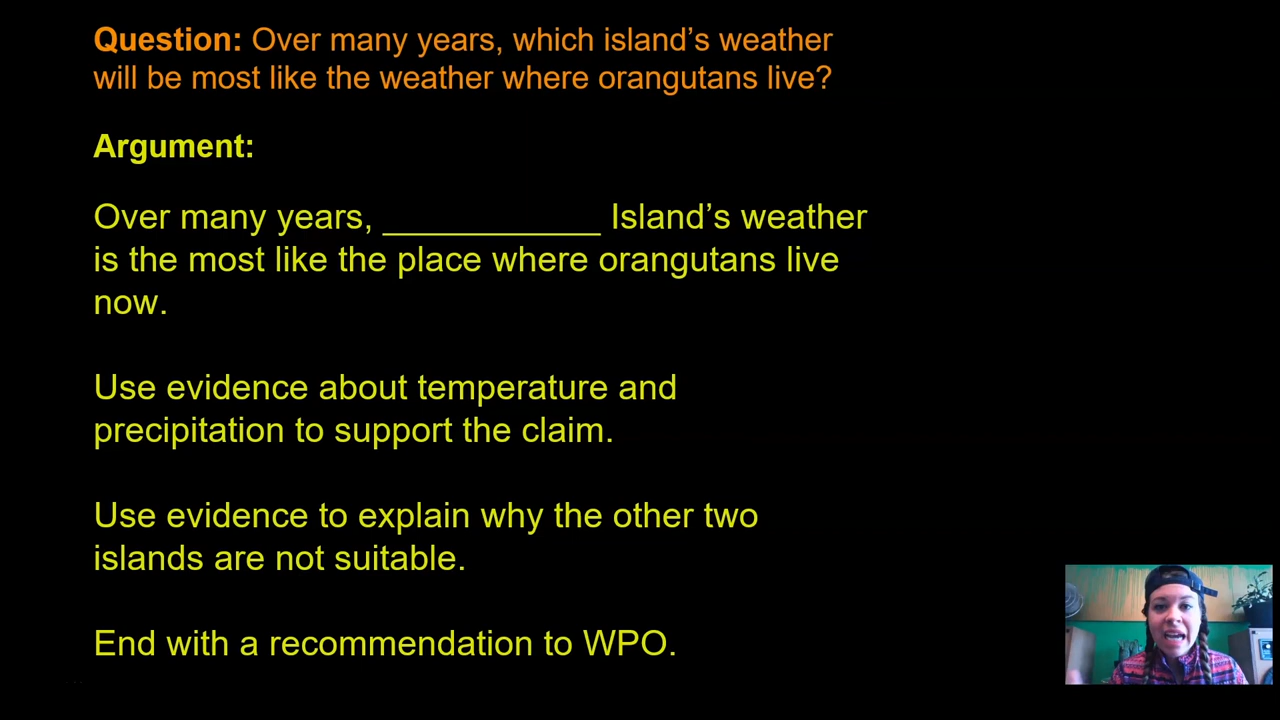 Question: Over many years, which island’s weather
will be most like the weather where orangutans live?
Argument:
Over many years, ___________ Island’s weather
is the most like the place where orangutans live
now.
Use evidence about temperature and
precipitation to support the claim.
Use evidence to explain why the other two
islands are not suitable.
End with a recommendation to WPO.